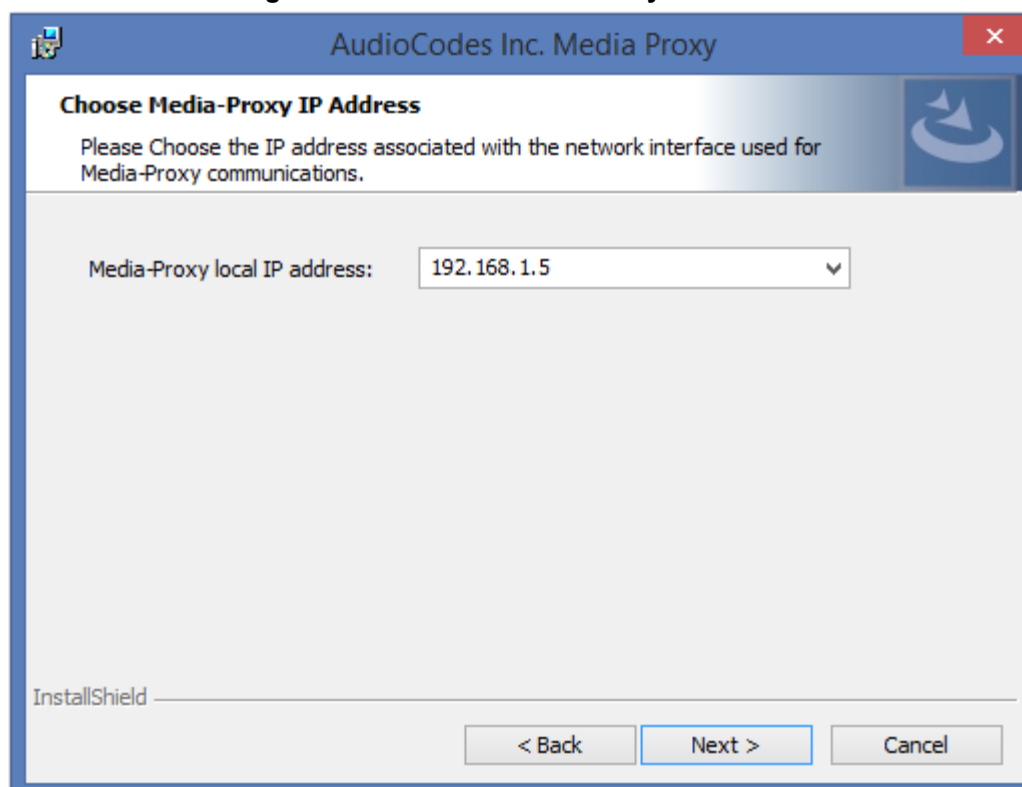 AudioCodes Inc. Media Proxy
Choose Media-Proxy IP Address
Please Choose the IP address associated with the network interface used for
Media-Proxy communications.
Media-Proxy local IP address: 192.168.1.5
InstallShield
< Back Next > Cancel